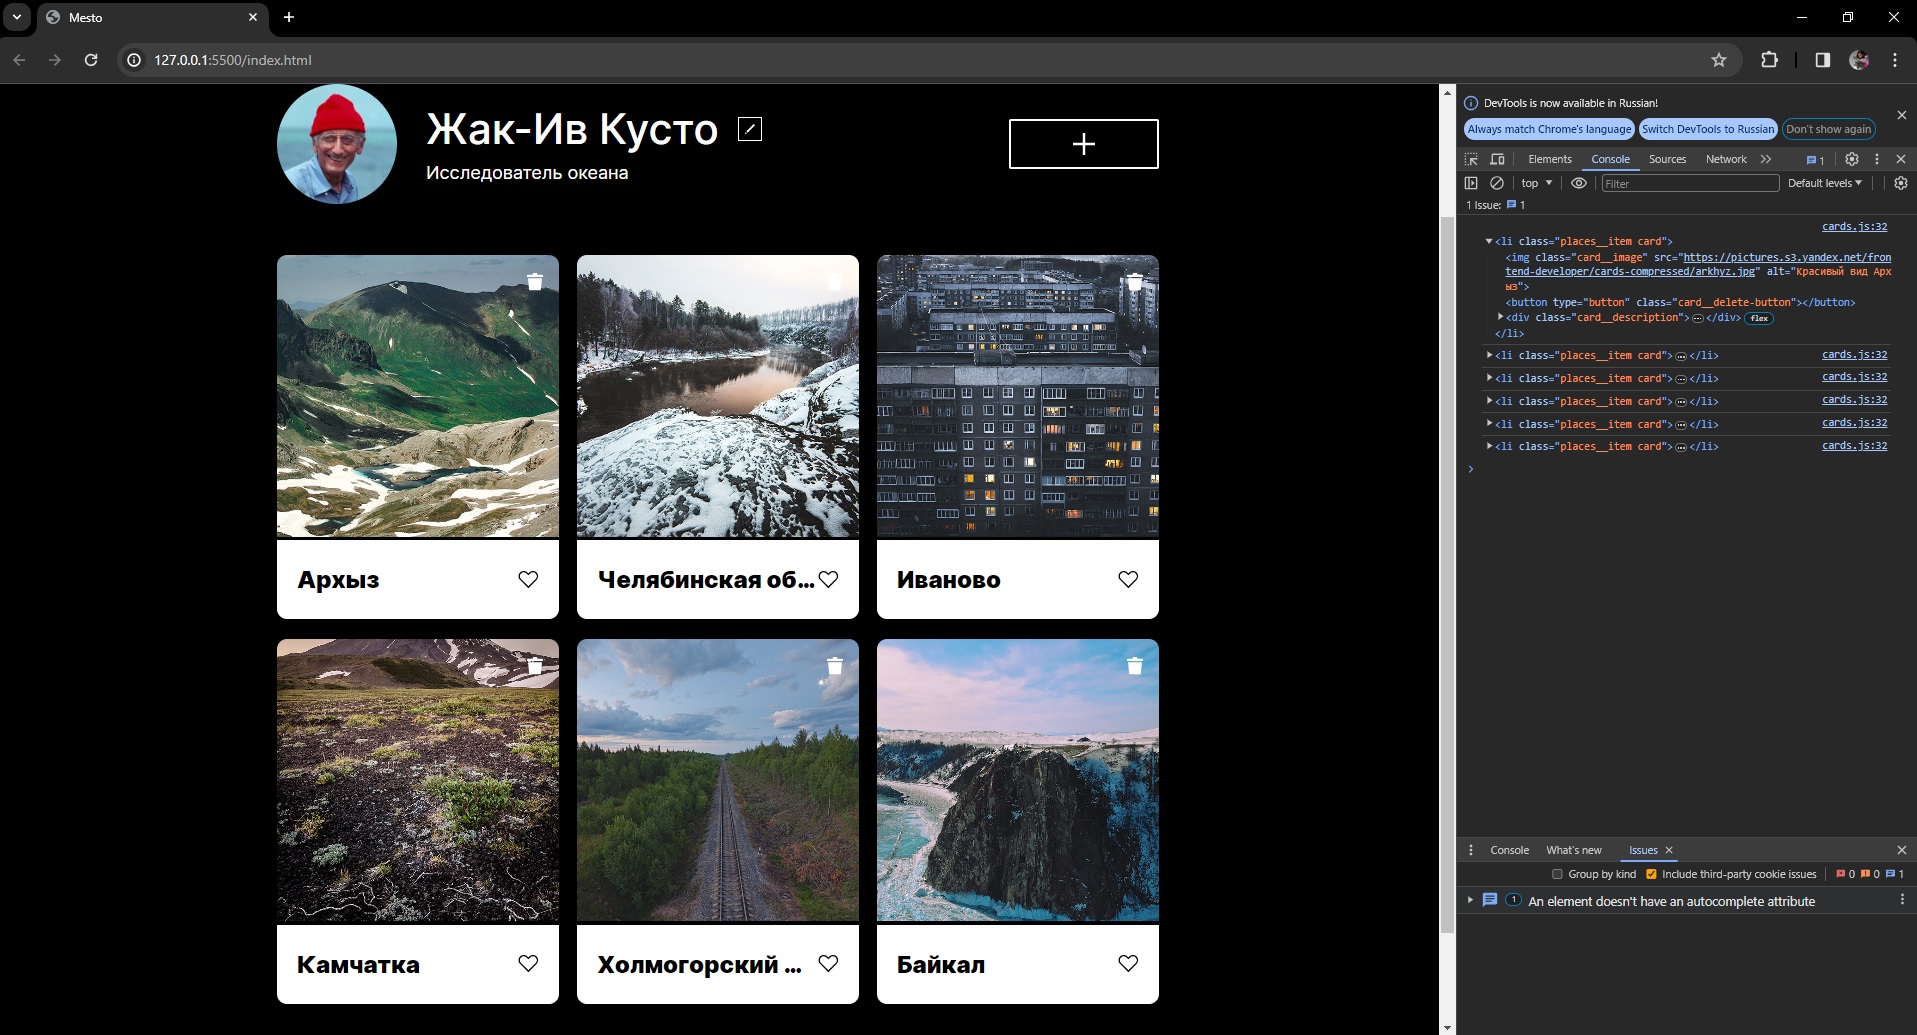 Mesto
127.0.0.1:5500/index.html
Жак-Ив Кусто
Исследователь океана
Архыз
Челябинская об...
Иваново
Камчатка
Холмогорский ...
Байкал
DevTools is now available in Russian!
Always match Chrome's language
Switch DevTools to Russian
Don't show again
Elements
Console
Sources
Network
1
top
Filter
Default levels
1 Issue:
1
cards.js:32
<li class="places__item card">
<img class="card__image" src="https://pictures.s3.yandex.net/fron
tend-developer/cards-compressed/arkhyz.jpg" alt="Красивый вид Арх
ыз">
<button type="button" class="card__delete-button"></button>
<div class="card__description">…</div> flex
</li>
<li class="places__item card">…</li> cards.js:32
<li class="places__item card">…</li> cards.js:32
<li class="places__item card">…</li> cards.js:32
<li class="places__item card">…</li> cards.js:32
<li class="places__item card">…</li> cards.js:32
Console
What's new
Issues
Group by kind
Include third-party cookie issues
0 0 1
1 An element doesn't have an autocomplete attribute